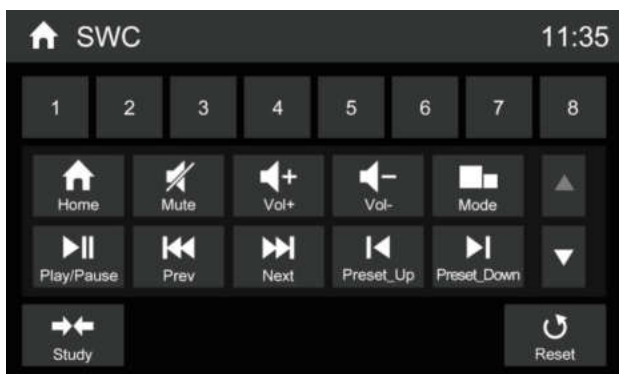 SWC 11:35
1 2 3 4 5 6 7 8
Home Mute Vol+ Vol- Mode
Play/Pause Prev Next Preset_Up Preset_Down
Study Reset